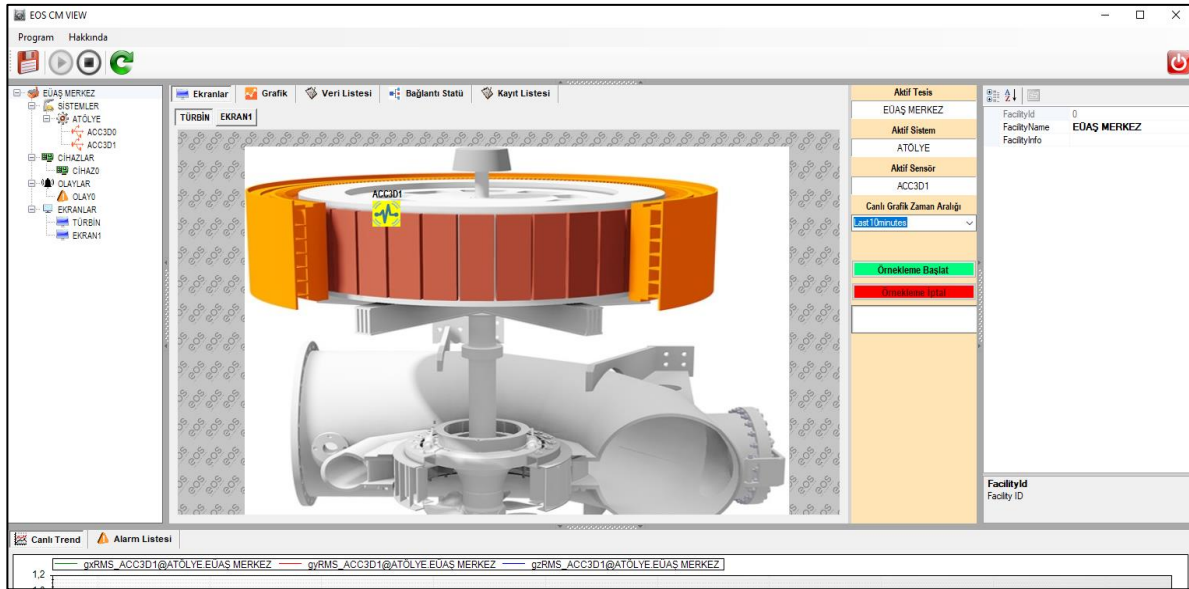 EOS CM VIEW
Program Hakkında
EÜAŞ MERKEZ
SİSTEMLER
ATÖLYE
ACC3D0
ACC3D1
CİHAZLAR
CİHAZ0
OLAYLAR
OLAY0
EKRANLAR
TÜRBİN
EKRAN1
Ekranlar Grafik Veri Listesi Bağlantı Statü Kayıt Listesi
TÜRBİN EKRAN1
ACC3D1
Aktif Tesis
EÜAŞ MERKEZ
Aktif Sistem
ATÖLYE
Aktif Sensör
ACC3D1
Canlı Grafik Zaman Aralığı
Last10minutes
Örnekleme Başlat
Örnekleme İptal
FacilityId 0
FacilityName EÜAŞ MERKEZ
FacilityInfo
FacilityId
Facility ID
Canlı Trend Alarm Listesi
gxRMS_ACC3D1@ATÖLYE.EÜAŞ MERKEZ gyRMS_ACC3D1@ATÖLYE.EÜAŞ MERKEZ gzRMS_ACC3D1@ATÖLYE.EÜAŞ MERKEZ
1,2